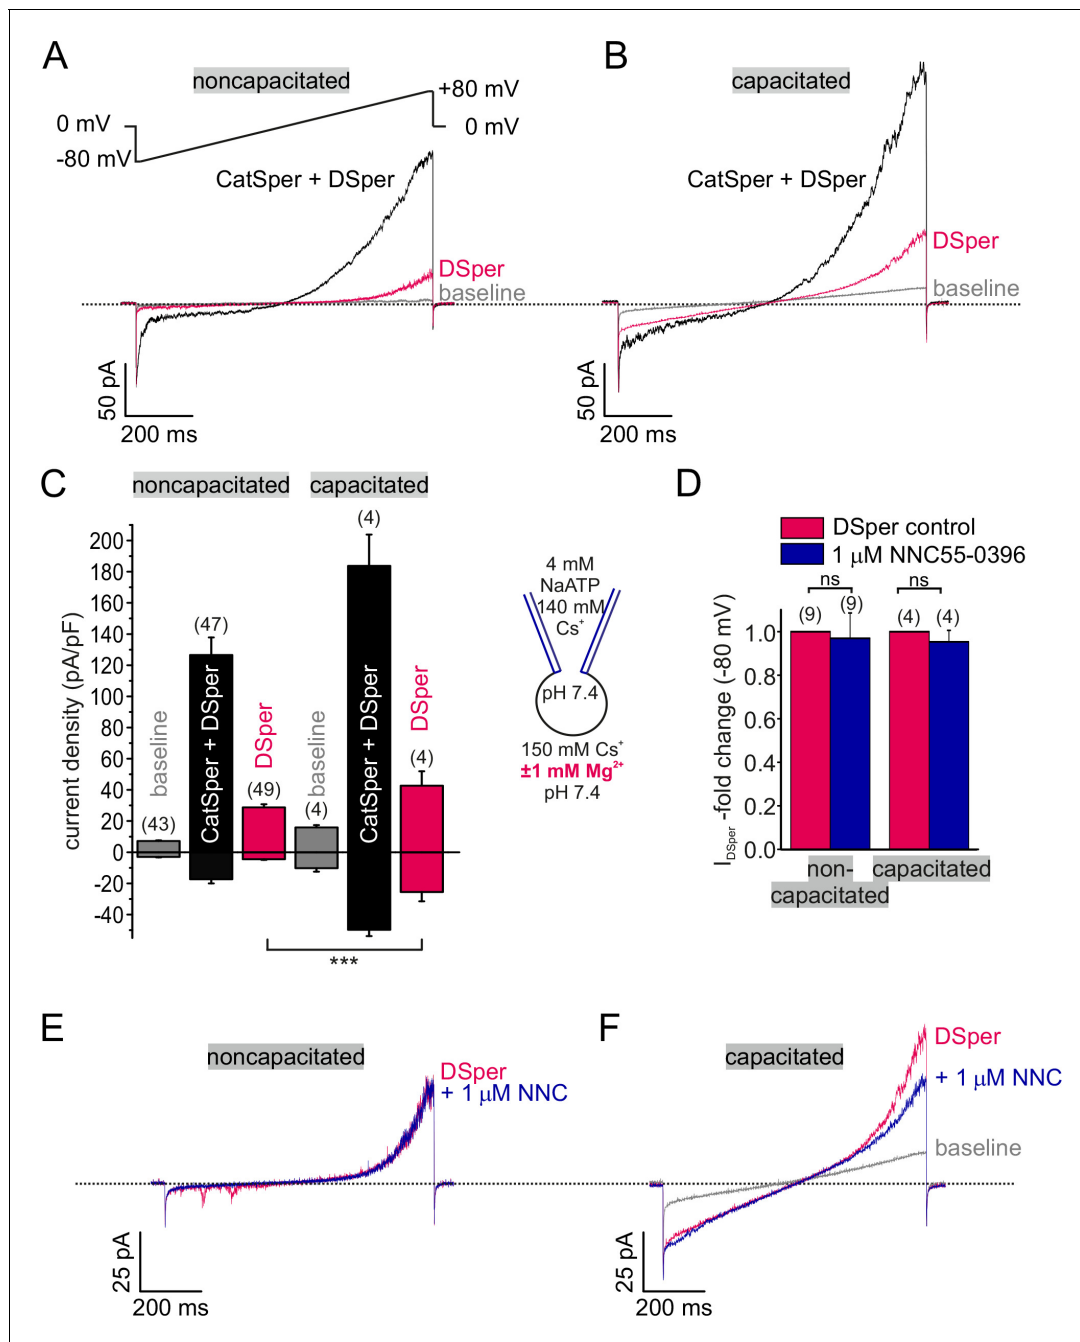 A
noncapacitated
+80 mV
0 mV
0 mV
-80 mV
CatSper + DSper
DSper
baseline
50 pA
200 ms
B
capacitated
CatSper + DSper
DSper
baseline
50 pA
200 ms
C
noncapacitated
capacitated
current density (pA/pF)
200
180
160
140
120
100
80
60
40
20
0
-20
-40
baseline
(43)
(47)
CatSper + DSper
DSper
(49)
baseline
(4)
(4)
CatSper + DSper
DSper
(4)
***
4 mM
NaATP
140 mM
Cs⁺
pH 7.4
150 mM Cs⁺
±1 mM Mg²⁺
pH 7.4
D
DSper control
1 µM NNC55-0396
ns
ns
(9)
(9)
(4)
(4)
I_DSper -fold change (-80 mV)
1.0
0.8
0.6
0.4
0.2
0.0
non-
capacitated
capacitated
E
noncapacitated
DSper
+ 1 µM NNC
25 pA
200 ms
F
capacitated
DSper
+ 1 µM NNC
baseline
25 pA
200 ms